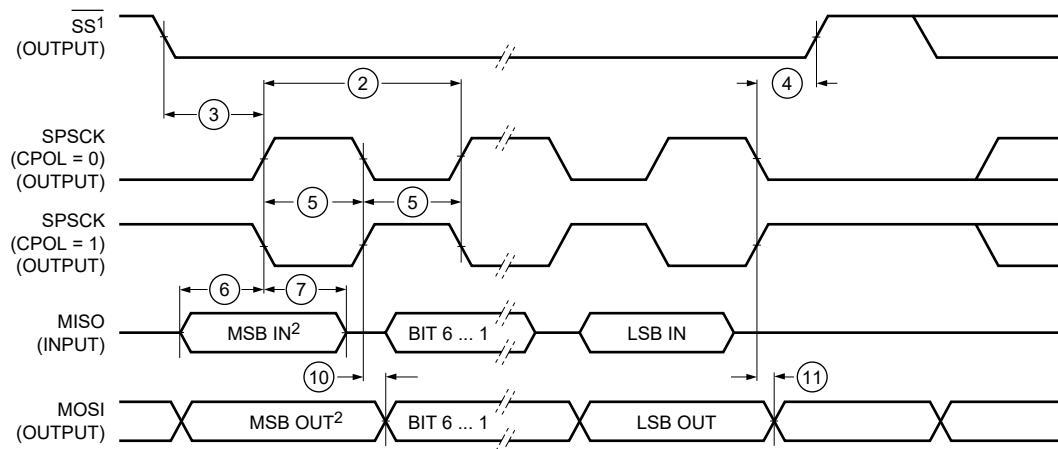 SS1
(OUTPUT)
2
4
3
SPSCK
(CPOL = 0)
(OUTPUT)
5
5
SPSCK
(CPOL = 1)
(OUTPUT)
6
7
MISO
(INPUT)
MSB IN2
BIT 6 ... 1
LSB IN
10
11
MOSI
(OUTPUT)
MSB OUT2
BIT 6 ... 1
LSB OUT